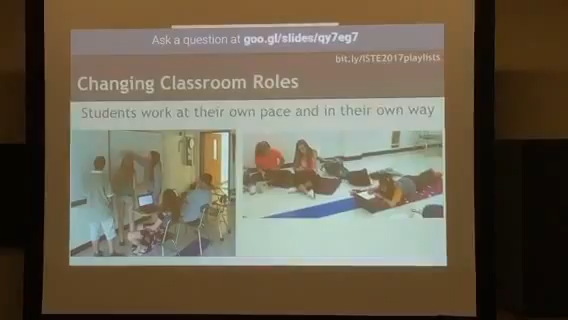 Ask a question at goo.gl/slides/qy7eg7
bit.ly/ISTE2017playlists
Changing Classroom Roles
Students work at their own pace and in their own way